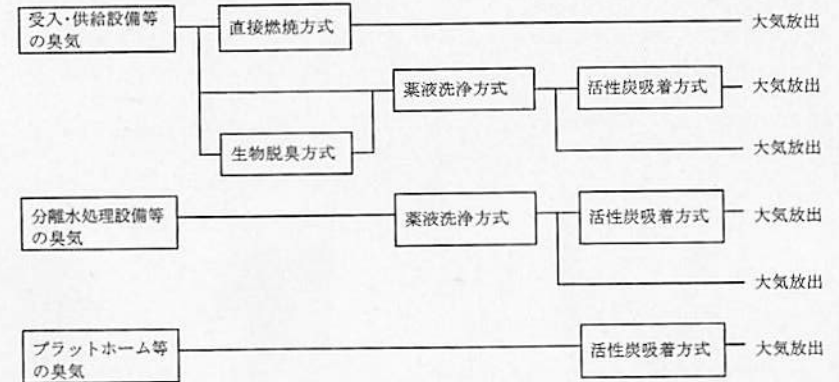 受入・供給設備等
の臭気
直接燃焼方式
大気放出
薬液洗浄方式
活性炭吸着方式
大気放出
生物脱臭方式
大気放出
分離水処理設備等
の臭気
薬液洗浄方式
活性炭吸着方式
大気放出
大気放出
プラットホーム等
の臭気
活性炭吸着方式
大気放出